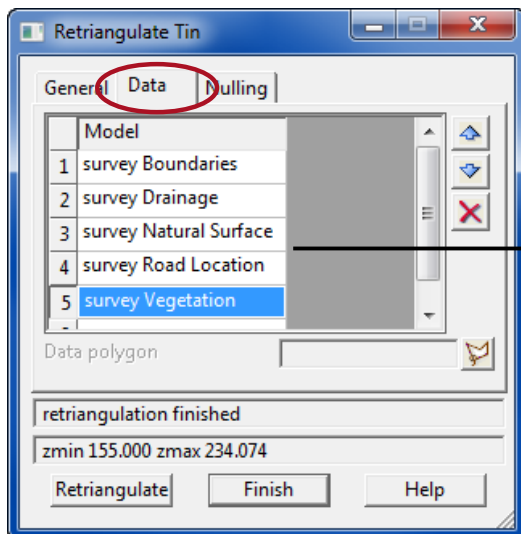 Retriangulate Tin
General Data Nulling
Model
1 survey Boundaries
2 survey Drainage
3 survey Natural Surface
4 survey Road Location
5 survey Vegetation
Data polygon
retriangulation finished
zmin 155.000 zmax 234.074
Retriangulate Finish Help